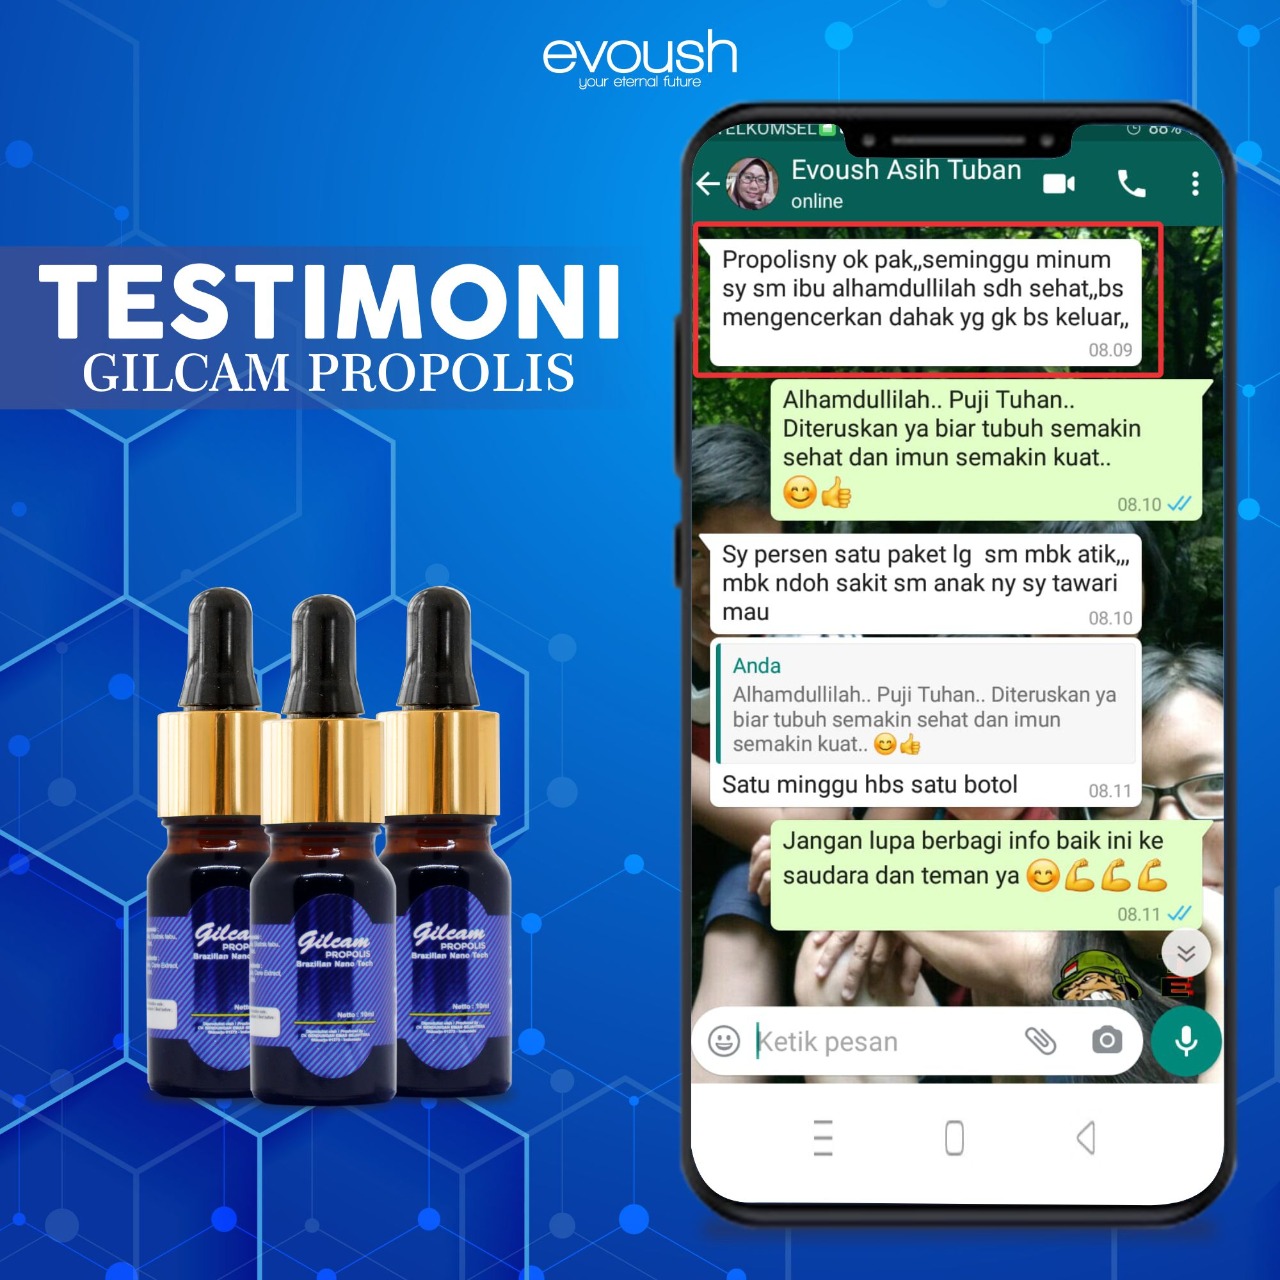 evoush
your eternal future
TESTIMONI
GILCAM PROPOLIS
Evoush Asih Tuban
online
Propolisny ok pak,,seminggu minum
sy sm ibu alhamdullilah sdh sehat,,bs
mengencerkan dahak yg gk bs keluar,,
08.09
Alhamdullilah.. Puji Tuhan..
Diteruskan ya biar tubuh semakin
sehat dan imun semakin kuat..
😊👍
08.10
Sy persen satu paket lg sm mbk atik,,,
mbk ndoh sakit sm anak ny sy tawari
mau
08.10
Anda
Alhamdullilah.. Puji Tuhan.. Diteruskan ya
biar tubuh semakin sehat dan imun
semakin kuat.. 😊👍
Satu minggu hbs satu botol
08.11
Jangan lupa berbagi info baik ini ke
saudara dan teman ya 😊💪💪💪
08.11
Ketik pesan
Gilcam
PROPOLIS
Brazilian Nano Tech
Netto : 10ml
Gilcam
PROPOLIS
Brazilian Nano Tech
Netto : 10ml